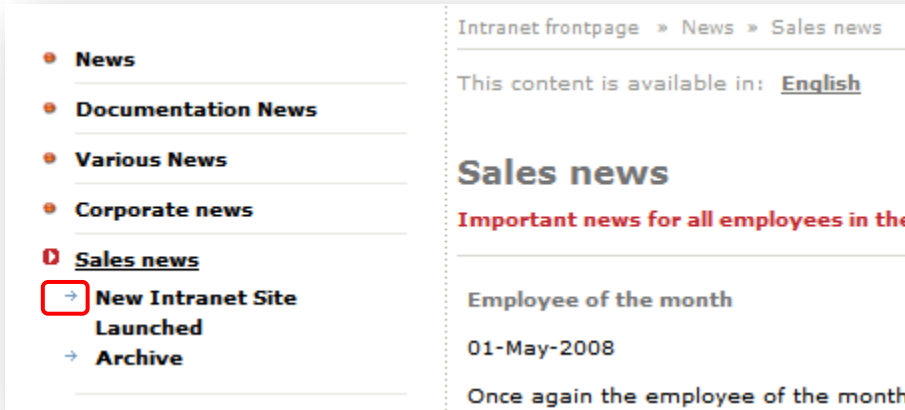 News
Documentation News
Various News
Corporate news
Sales news
New Intranet Site
Launched
Archive
Intranet frontpage » News » Sales news
This content is available in: English
Sales news
Important news for all employees in the
Employee of the month
01-May-2008
Once again the employee of the month